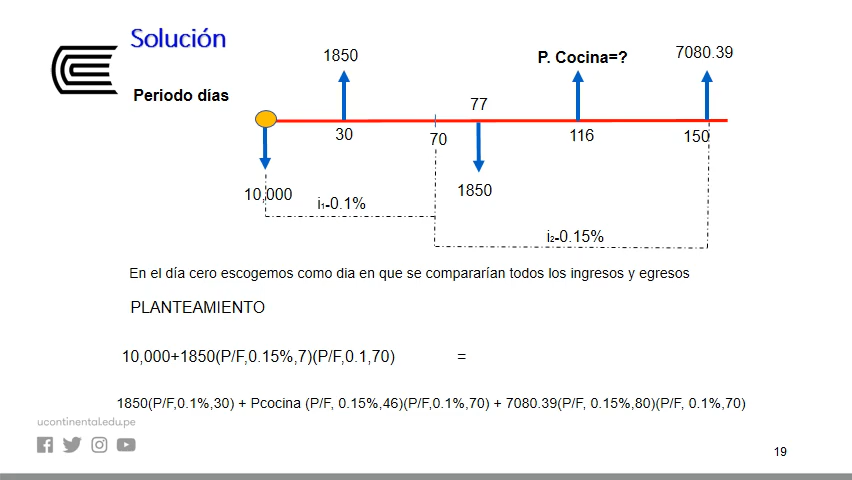 Solución
1850
P. Cocina=?
7080.39
Periodo días
77
30
70
116
150
10,000
i1-0.1%
1850
i2-0.15%
En el día cero escogemos como dia en que se compararían todos los ingresos y egresos
PLANTEAMIENTO
10,000+1850(P/F,0.15%,7)(P/F,0.1,70) =
1850(P/F,0.1%,30) + Pcocina (P/F, 0.15%,46)(P/F,0.1%,70) + 7080.39(P/F, 0.15%,80)(P/F, 0.1%,70)
ucontinental.edu.pe
19